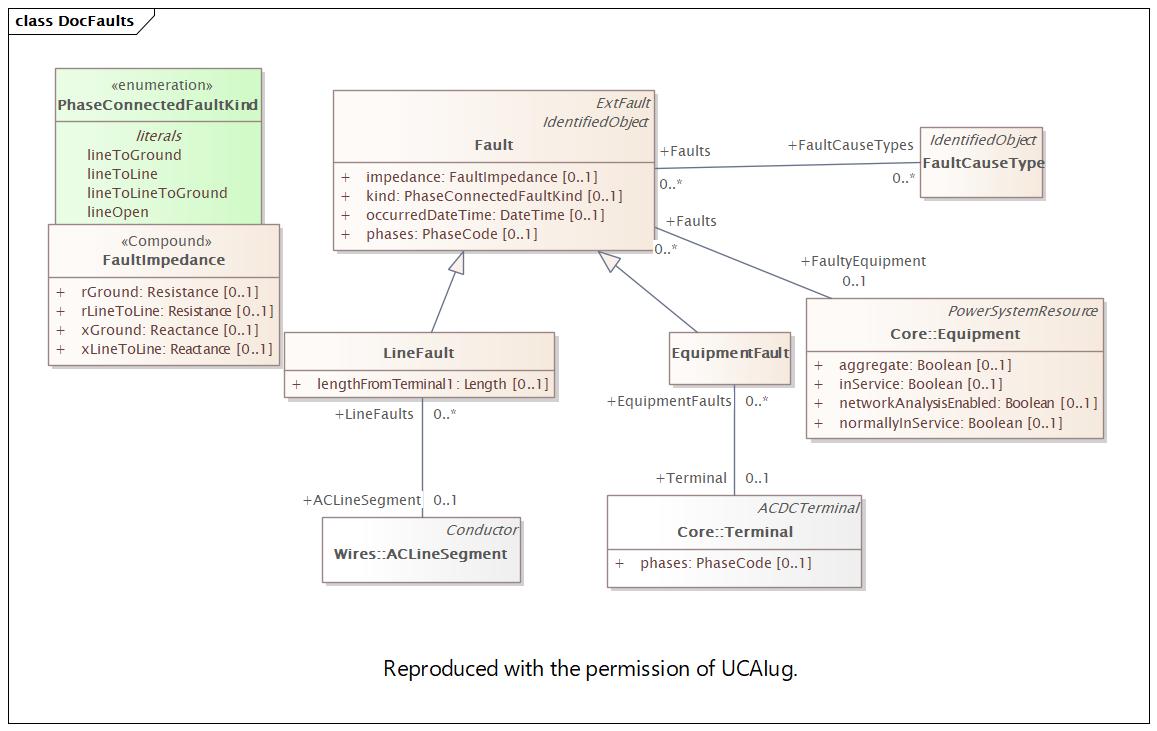 class DocFaults
«enumeration»
PhaseConnectedFaultKind
literals
lineToGround
lineToLine
lineToLineToGround
lineOpen
«Compound»
FaultImpedance
+ rGround: Resistance [0..1]
+ rLineToLine: Resistance [0..1]
+ xGround: Reactance [0..1]
+ xLineToLine: Reactance [0..1]
ExtFault
IdentifiedObject
Fault
+ impedance: FaultImpedance [0..1]
+ kind: PhaseConnectedFaultKind [0..1]
+ occurredDateTime: DateTime [0..1]
+ phases: PhaseCode [0..1]
+Faults
0..*
+FaultCauseTypes
0..*
IdentifiedObject
FaultCauseType
+Faults
0..*
+FaultyEquipment
0..1
PowerSystemResource
Core::Equipment
+ aggregate: Boolean [0..1]
+ inService: Boolean [0..1]
+ networkAnalysisEnabled: Boolean [0..1]
+ normallyInService: Boolean [0..1]
LineFault
+ lengthFromTerminal1: Length [0..1]
+LineFaults 0..*
+ACLineSegment 0..1
Conductor
Wires::ACLineSegment
EquipmentFault
+EquipmentFaults 0..*
+Terminal 0..1
ACDCTerminal
Core::Terminal
+ phases: PhaseCode [0..1]
Reproduced with the permission of UCAIug.